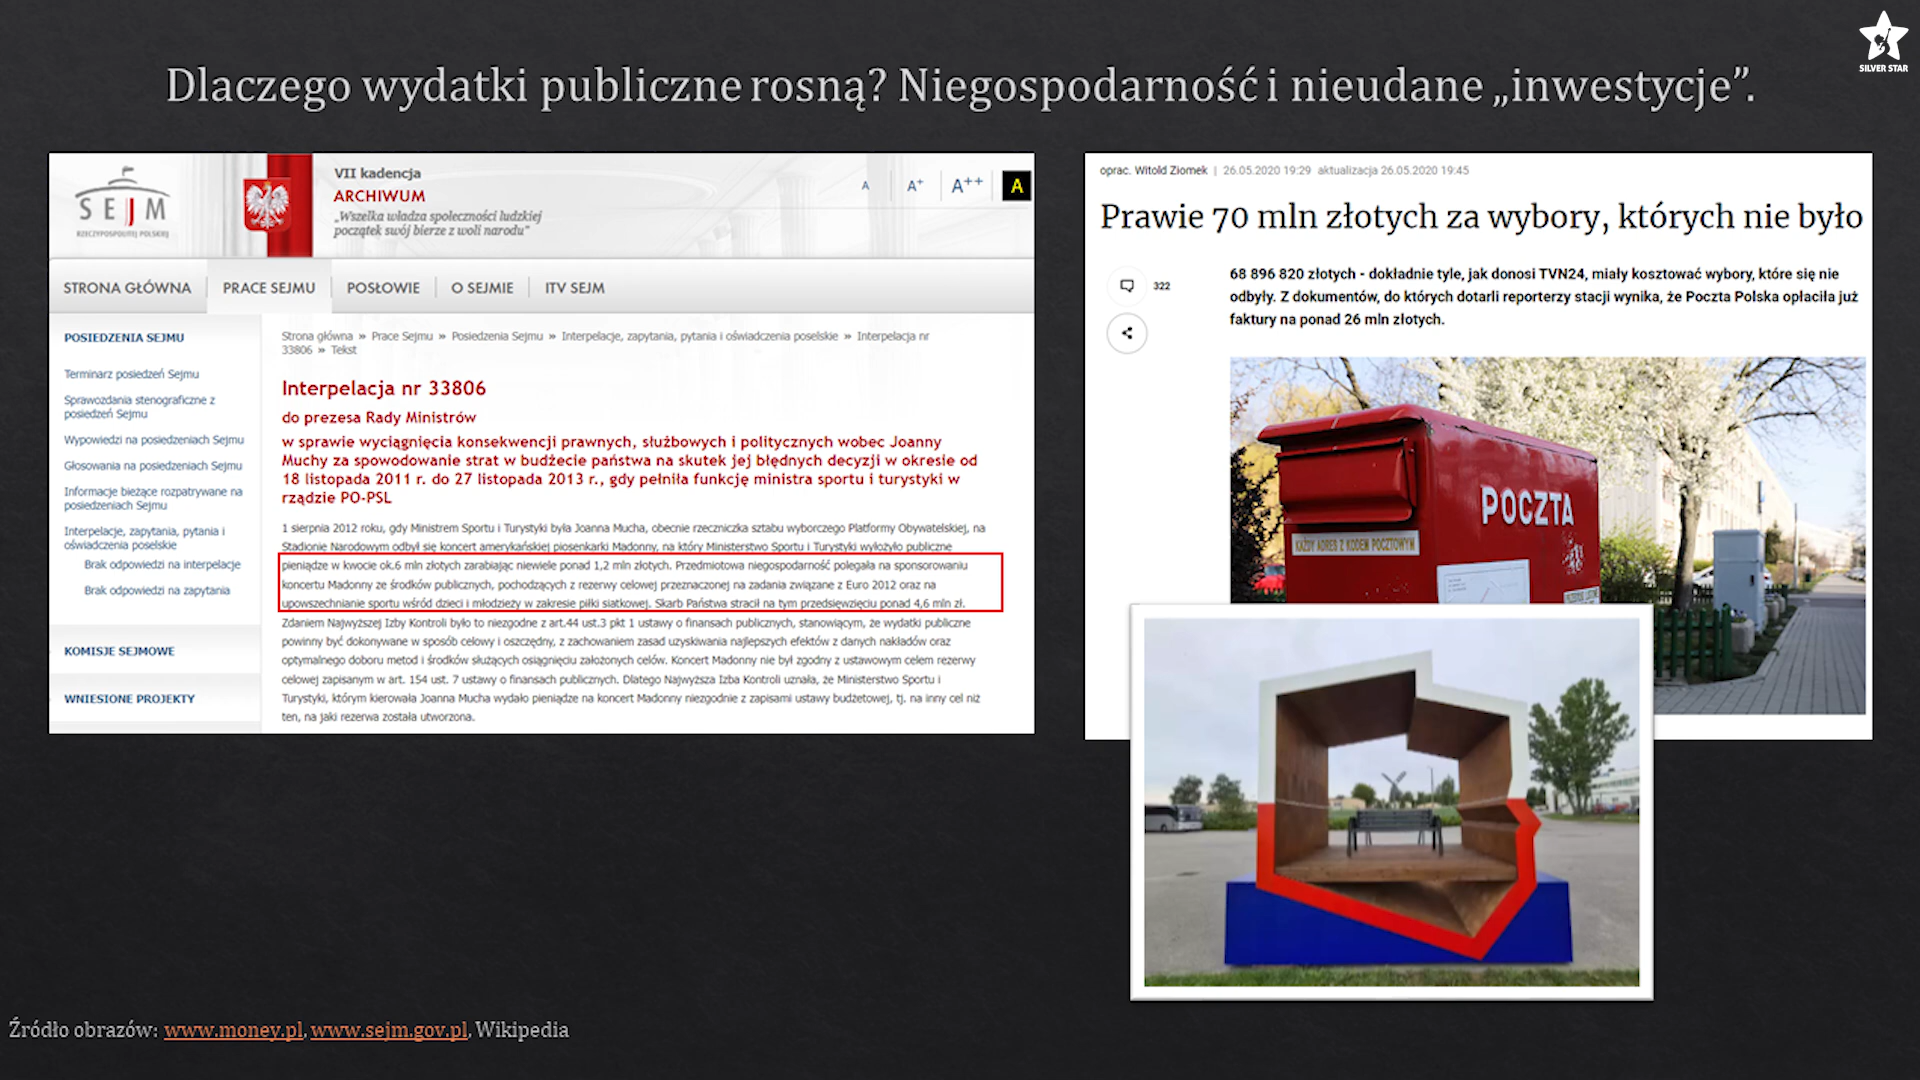 SILVER STAR
Dlaczego wydatki publiczne rosną? Niegospodarność i nieudane „inwestycje”.
SEJM
RZECZYPOSPOLITEJ POLSKIEJ
VII kadencja
ARCHIWUM
„Wszelka władza społeczności ludzkiej
początek swój bierze z woli narodu”
A A+ A++ A
STRONA GŁÓWNA PRACE SEJMU POSŁOWIE O SEJMIE ITV SEJM
POSIEDZENIA SEJMU
Terminarz posiedzeń Sejmu
Sprawozdania stenograficzne z
posiedzeń Sejmu
Wypowiedzi na posiedzeniach Sejmu
Głosowania na posiedzeniach Sejmu
Informacje bieżące rozpatrywane na
posiedzeniach Sejmu
Interpelacje, zapytania, pytania i
oświadczenia poselskie
Brak odpowiedzi na interpelacje
Brak odpowiedzi na zapytania
KOMISJE SEJMOWE
WNIESIONE PROJEKTY
Strona główna » Prace Sejmu » Posiedzenia Sejmu » Interpelacje, zapytania, pytania i oświadczenia poselskie » Interpelacja nr
33806 » Tekst
Interpelacja nr 33806
do prezesa Rady Ministrów
w sprawie wyciągnięcia konsekwencji prawnych, służbowych i politycznych wobec Joanny
Muchy za spowodowanie strat w budżecie państwa na skutek jej błędnych decyzji w okresie od
18 listopada 2011 r. do 27 listopada 2013 r., gdy pełniła funkcję ministra sportu i turystyki w
rządzie PO-PSL
1 sierpnia 2012 roku, gdy Ministrem Sportu i Turystyki była Joanna Mucha, obecnie rzeczniczka sztabu wyborczego Platformy Obywatelskiej, na
Stadionie Narodowym odbył się koncert amerykańskiej piosenkarki Madonny, na który Ministerstwo Sportu i Turystyki wyłożyło publiczne
pieniądze w kwocie ok.6 mln złotych zarabiając niewiele ponad 1,2 mln złotych. Przedmiotowa niegospodarność polegała na sponsorowaniu
koncertu Madonny ze środków publicznych, pochodzących z rezerwy celowej przeznaczonej na zadania związane z Euro 2012 oraz na
upowszechnianie sportu wśród dzieci i młodzieży w zakresie piłki siatkowej. Skarb Państwa stracił na tym przedsięwzięciu ponad 4,6 mln zł.
Zdaniem Najwyższej Izby Kontroli było to niezgodne z art.44 ust.3 pkt 1 ustawy o finansach publicznych, stanowiącym, że wydatki publiczne
powinny być dokonywane w sposób celowy i oszczędny, z zachowaniem zasad uzyskiwania najlepszych efektów z danych nakładów oraz
optymalnego doboru metod i środków służących osiągnięciu założonych celów. Koncert Madonny nie był zgodny z ustawowym celem rezerwy
celowej zapisanym w art. 154 ust. 7 ustawy o finansach publicznych. Dlatego Najwyższa Izba Kontroli uznała, że Ministerstwo Sportu i
Turystyki, którym kierowała Joanna Mucha wydało pieniądze na koncert Madonny niezgodnie z zapisami ustawy budżetowej, tj. na inny cel niż
ten, na jaki rezerwa została utworzona.
oprac. Witold Ziomek | 26.05.2020 19:29 aktualizacja 26.05.2020 19:45
Prawie 70 mln złotych za wybory, których nie było
322
68 896 820 złotych - dokładnie tyle, jak donosi TVN24, miały kosztować wybory, które się nie
odbyły. Z dokumentów, do których dotarli reporterzy stacji wynika, że Poczta Polska opłaciła już
faktury na ponad 26 mln złotych.
POCZTA
KAŻDY ADRES Z KODEM POCZTOWYM
Źródło obrazów: www.money.pl, www.sejm.gov.pl, Wikipedia